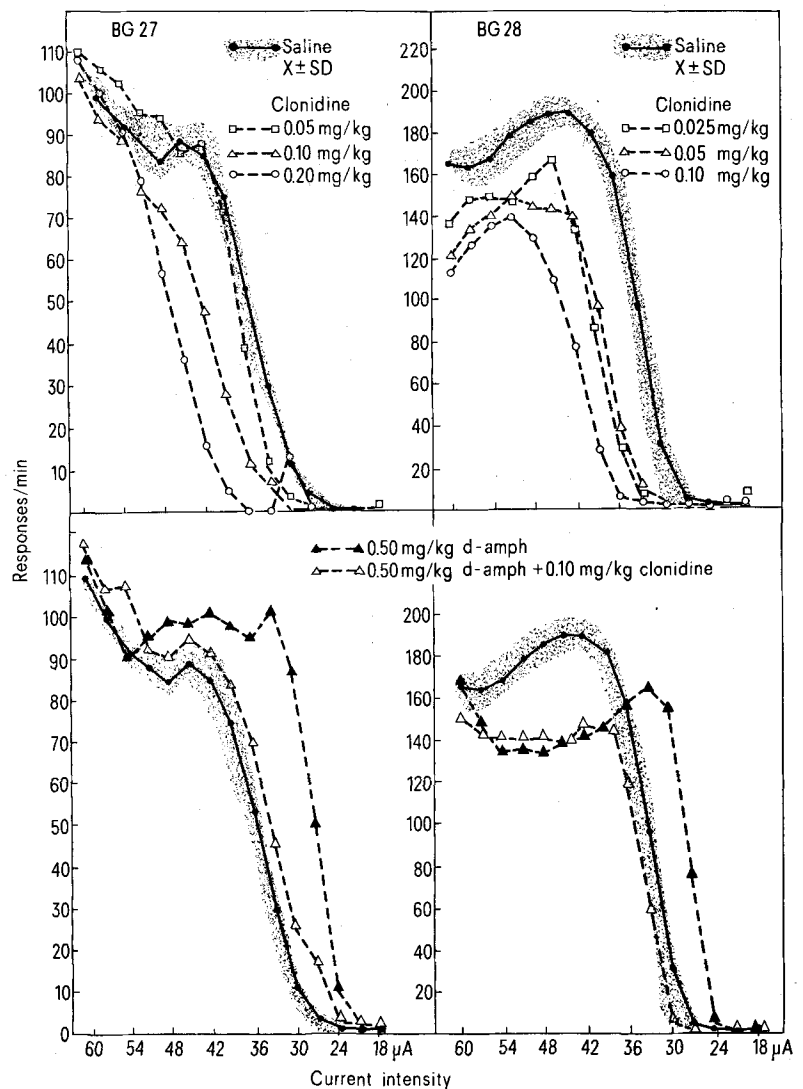 BG 27
Saline
X ± SD
Clonidine
0.05 mg/kg
0.10 mg/kg
0.20 mg/kg
110
100
90
80
70
60
50
40
30
20
10
BG 28
Saline
X ± SD
Clonidine
0.025 mg/kg
0.05 mg/kg
0.10 mg/kg
220
200
180
160
140
120
100
80
60
40
20
Responses/min
0.50 mg/kg d-amph
0.50 mg/kg d-amph + 0.10 mg/kg clonidine
110
100
90
80
70
60
50
40
30
20
10
0
200
180
160
140
120
100
80
60
40
20
0
60 54 48 42 36 30 24 18 µA
60 54 48 42 36 30 24 18 µA
Current intensity